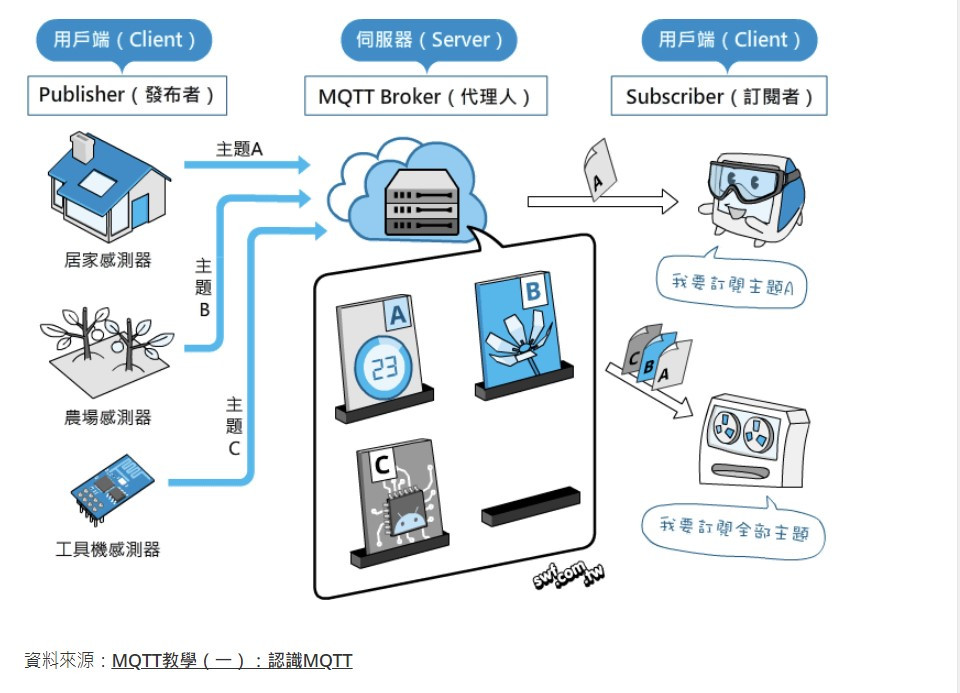 用戶端（Client）
伺服器（Server）
用戶端（Client）
Publisher（發布者）
MQTT Broker（代理人）
Subscriber（訂閱者）
主題A
A
居家感測器
主題B
我要訂閱主題A
A
23
B
C
B
A
農場感測器
主題C
C
工具機感測器
我要訂閱全部主題
swf.com.tw
資料來源：MQTT教學（一）：認識MQTT